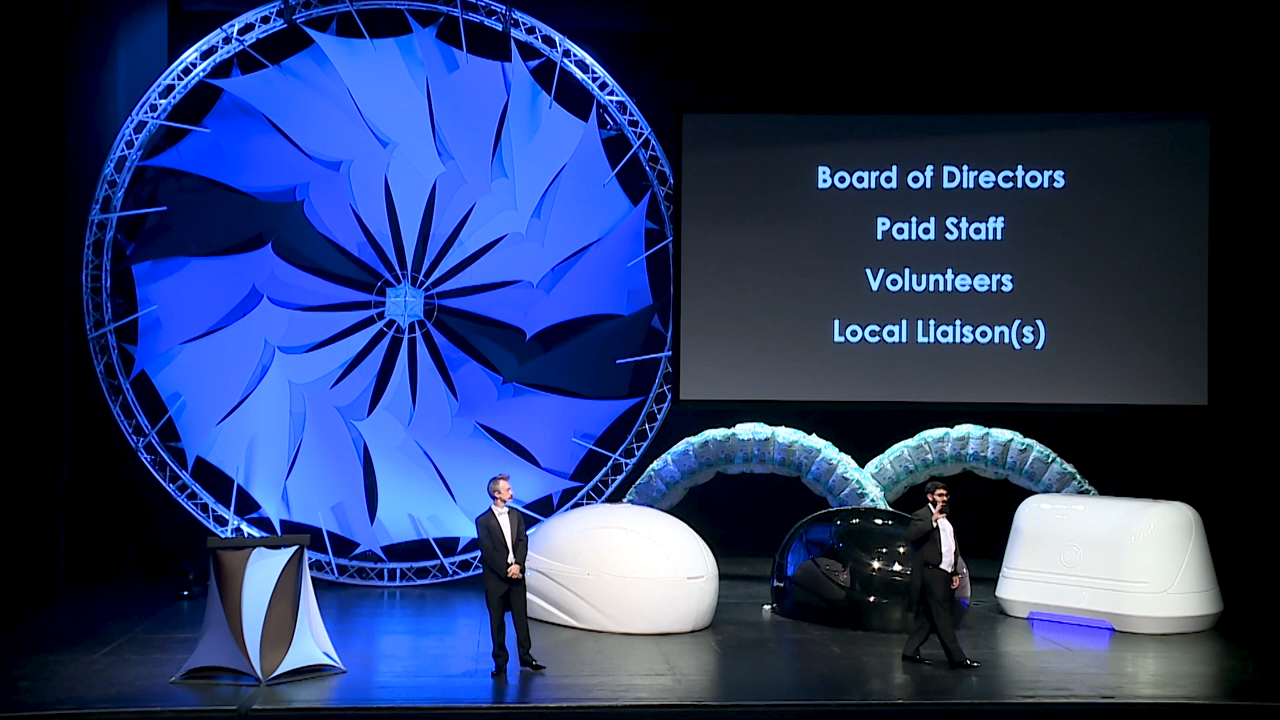 Board of Directors
Paid Staff
Volunteers
Local Liaison(s)